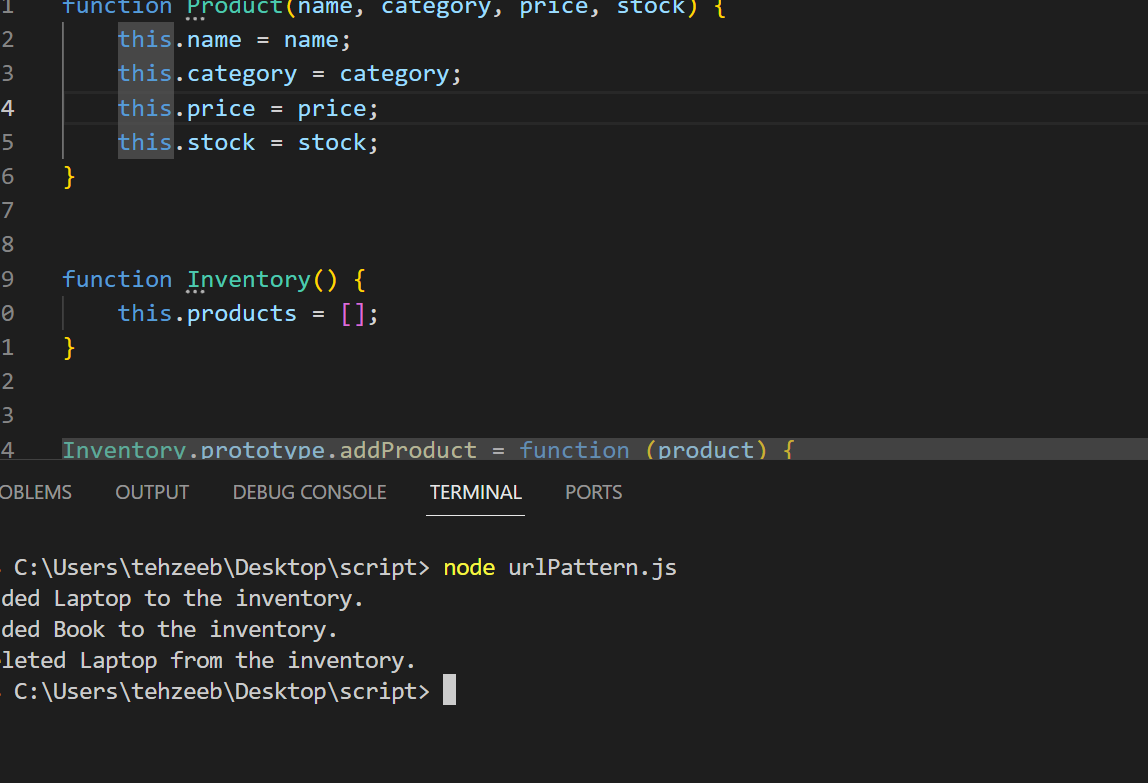 1 function Product(name, category, price, stock) {
2 this.name = name;
3 this.category = category;
4 this.price = price;
5 this.stock = stock;
6 }
7
8
9 function Inventory() {
0 this.products = [];
1 }
2
3
4 Inventory.prototype.addProduct = function (product) {
OBLEMS OUTPUT DEBUG CONSOLE TERMINAL PORTS
C:\Users\tehzeeb\Desktop\script> node urlPattern.js
ded Laptop to the inventory.
ded Book to the inventory.
leted Laptop from the inventory.
C:\Users\tehzeeb\Desktop\script>